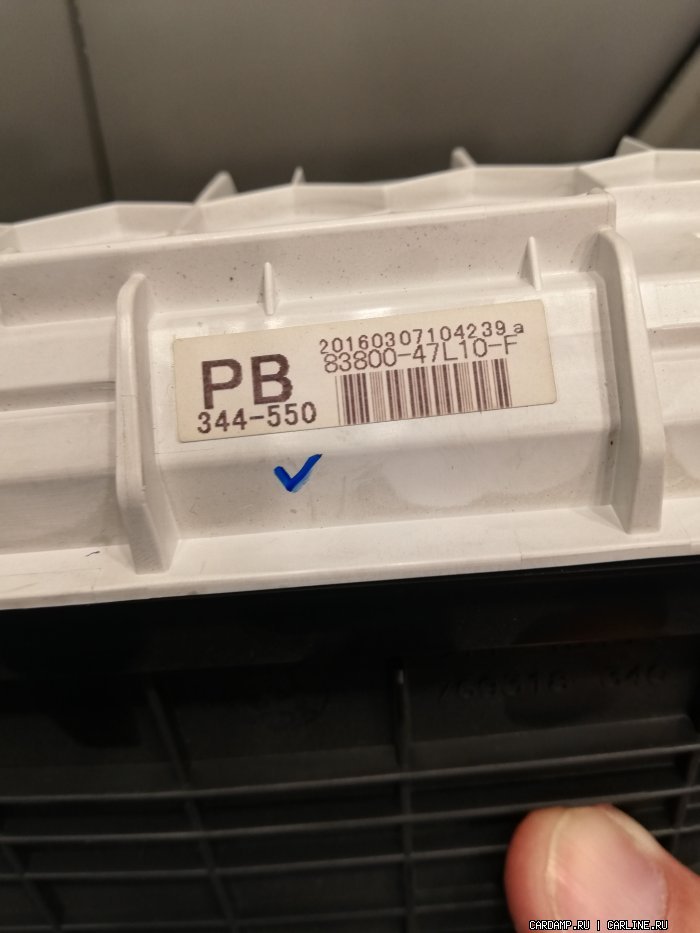 20160307104239 a
83800-47L10-F
PB
344-550
CARDAMP.RU | CARLINE.RU